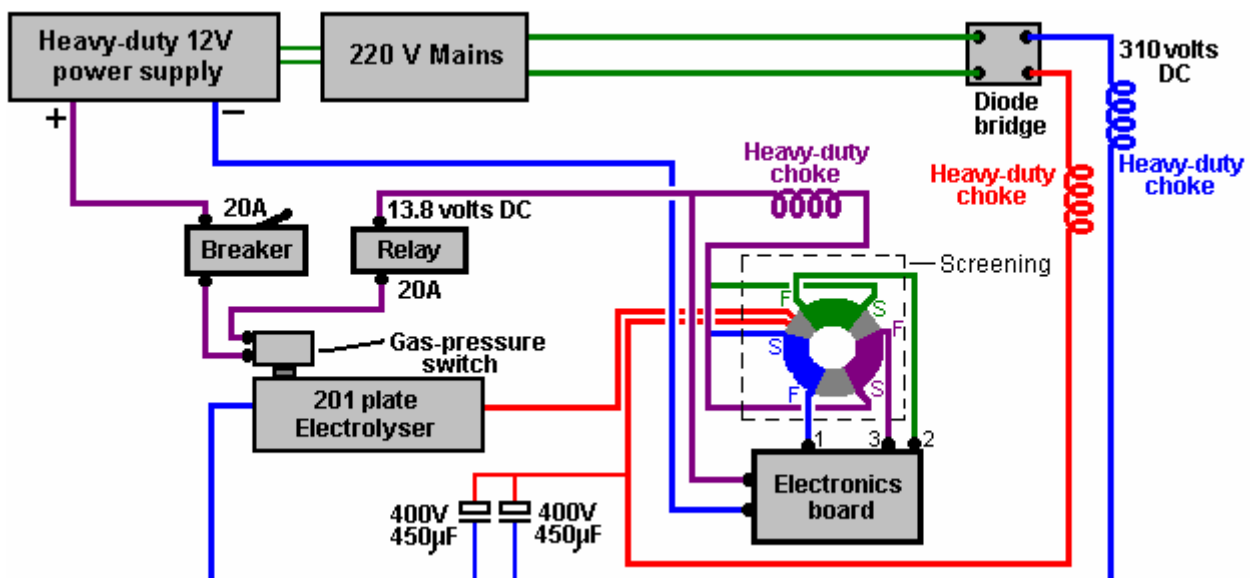 Heavy-duty 12V
power supply
220 V Mains
310 volts
DC
Diode
bridge
+
−
Heavy-duty
choke
Heavy-duty
choke
Heavy-duty
choke
20A
13.8 volts DC
Breaker
Relay
20A
Screening
F
S
F
S
F
S
Gas-pressure
switch
201 plate
Electrolyser
1
3
2
Electronics
board
400V
450µF
400V
450µF